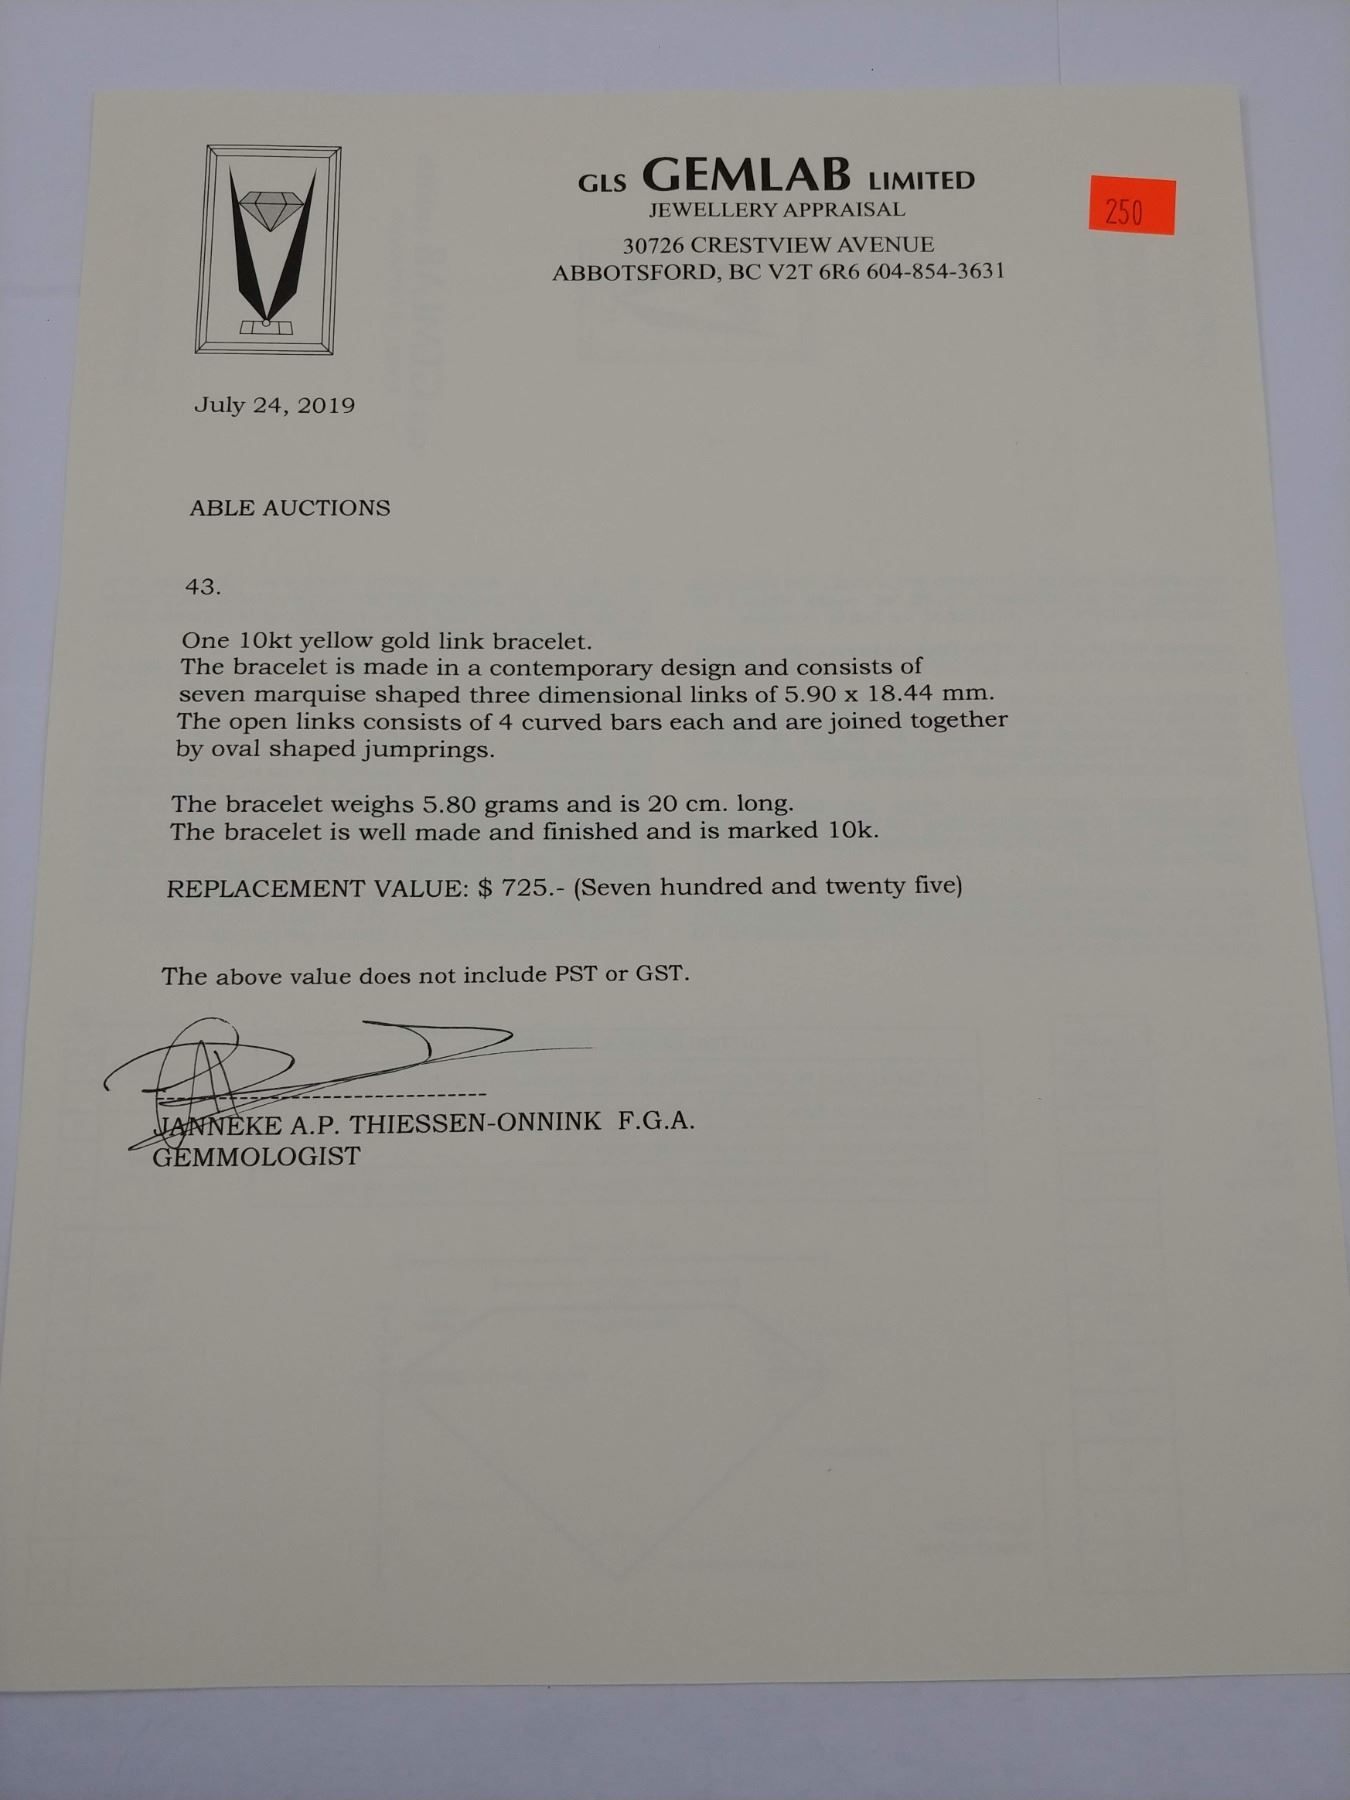 GLS GEMLAB LIMITED
JEWELLERY APPRAISAL
30726 CRESTVIEW AVENUE
ABBOTSFORD, BC V2T 6R6 604-854-3631
250
July 24, 2019
ABLE AUCTIONS
43.
One 10kt yellow gold link bracelet.
The bracelet is made in a contemporary design and consists of
seven marquise shaped three dimensional links of 5.90 x 18.44 mm.
The open links consists of 4 curved bars each and are joined together
by oval shaped jumprings.
The bracelet weighs 5.80 grams and is 20 cm. long.
The bracelet is well made and finished and is marked 10k.
REPLACEMENT VALUE: $ 725.- (Seven hundred and twenty five)
The above value does not include PST or GST.
JANNEKE A.P. THIESSEN-ONNINK F.G.A.
GEMMOLOGIST